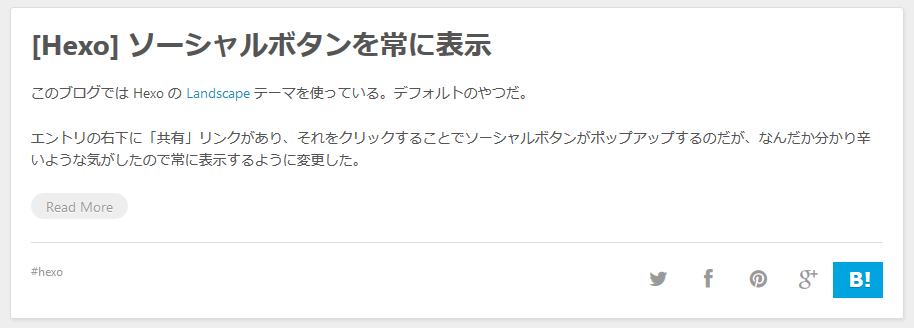 [Hexo] ソーシャルボタンを常に表示
このブログでは Hexo の Landscape テーマを使っている。デフォルトのやつだ。
エントリの右下に「共有」リンクがあり、それをクリックすることでソーシャルボタンがポップアップするのだが、なんだか分かり辛
いような気がしたので常に表示するように変更した。
Read More
#hexo
B!